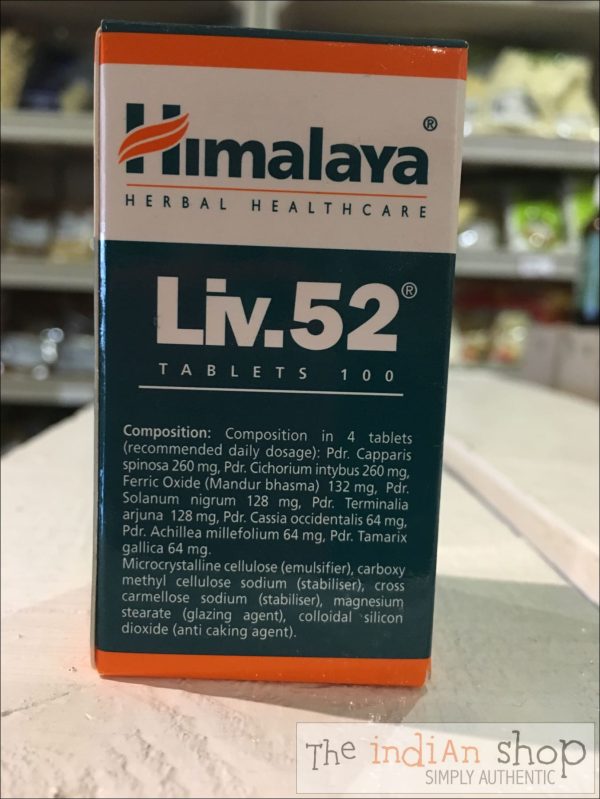 Himalaya®
HERBAL HEALTHCARE
Liv.52®
TABLETS 100
Composition: Composition in 4 tablets
(recommended daily dosage): Pdr. Capparis
spinosa 260 mg, Pdr. Cichorium intybus 260 mg,
Ferric Oxide (Mandur bhasma) 132 mg, Pdr.
Solanum nigrum 128 mg, Pdr. Terminalia
arjuna 128 mg, Pdr. Cassia occidentalis 64 mg,
Pdr. Achillea millefolium 64 mg, Pdr. Tamarix
gallica 64 mg.
Microcrystalline cellulose (emulsifier), carboxy
methyl cellulose sodium (stabiliser), cross
carmellose sodium (stabiliser), magnesium
stearate (glazing agent), colloidal silicon
dioxide (anti caking agent).
The indiAn shop
SIMPLY AUTHENTIC